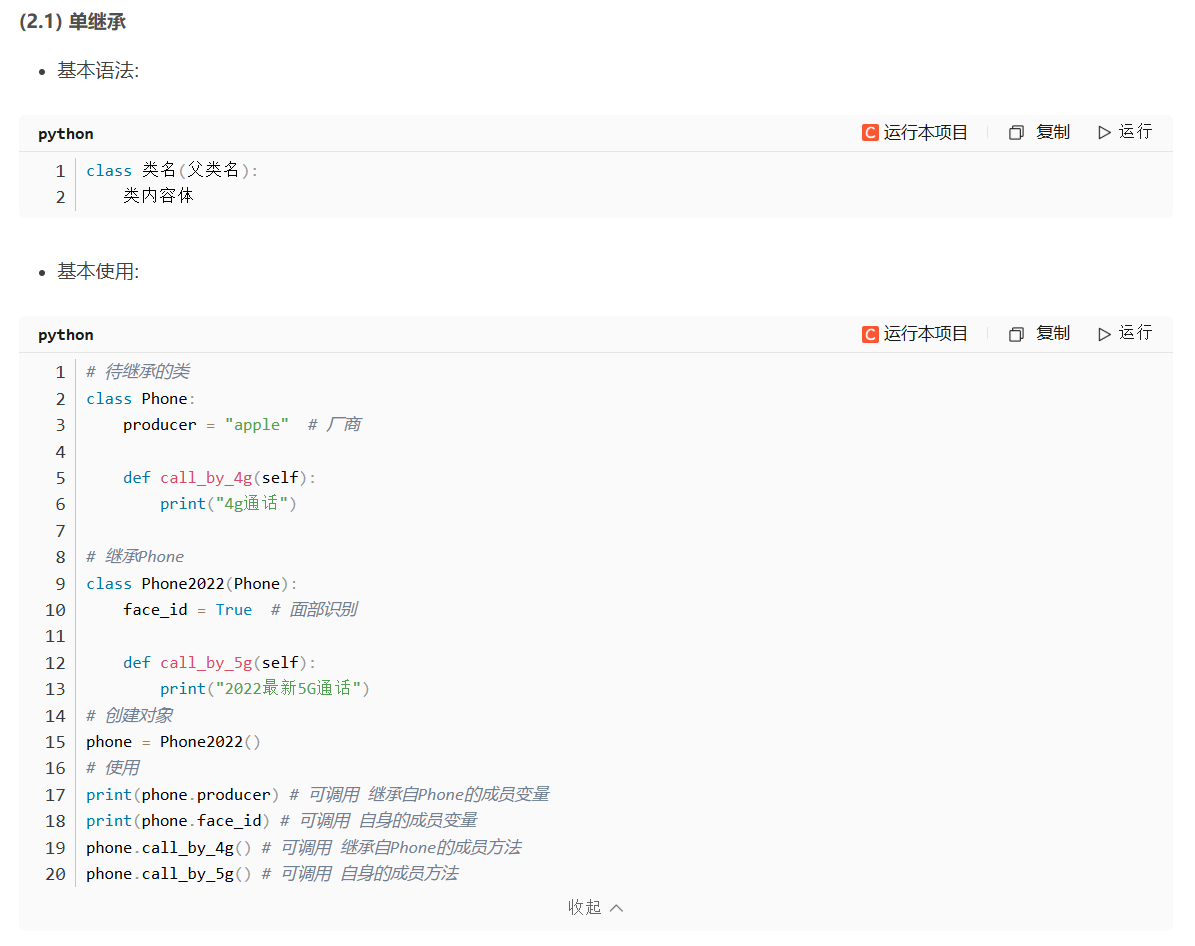 (2.1) 单继承
• 基本语法:
python C 运行本项目 复制 运行
1 class 类名(父类名):
2     类内容体
• 基本使用:
python C 运行本项目 复制 运行
1 # 待继承的类
2 class Phone:
3     producer = "apple"  # 厂商
4
5     def call_by_4g(self):
6         print("4g通话")
7
8 # 继承Phone
9 class Phone2022(Phone):
10     face_id = True  # 面部识别
11
12     def call_by_5g(self):
13         print("2022最新5G通话")
14 # 创建对象
15 phone = Phone2022()
16 # 使用
17 print(phone.producer) # 可调用 继承自Phone的成员变量
18 print(phone.face_id) # 可调用 自身的成员变量
19 phone.call_by_4g() # 可调用 继承自Phone的成员方法
20 phone.call_by_5g() # 可调用 自身的成员方法
收起